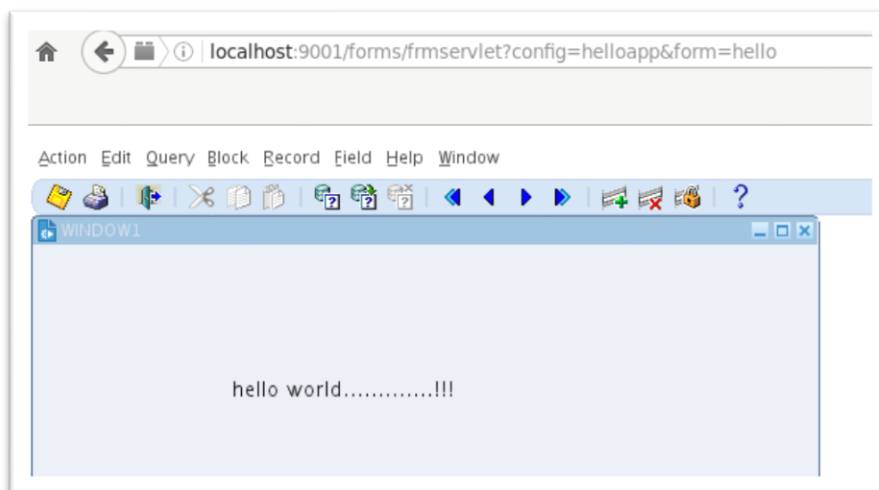 localhost:9001/forms/frmservlet?config=helloapp&form=hello
Action Edit Query Block Record Field Help Window
WINDOW1
hello world.............!!!